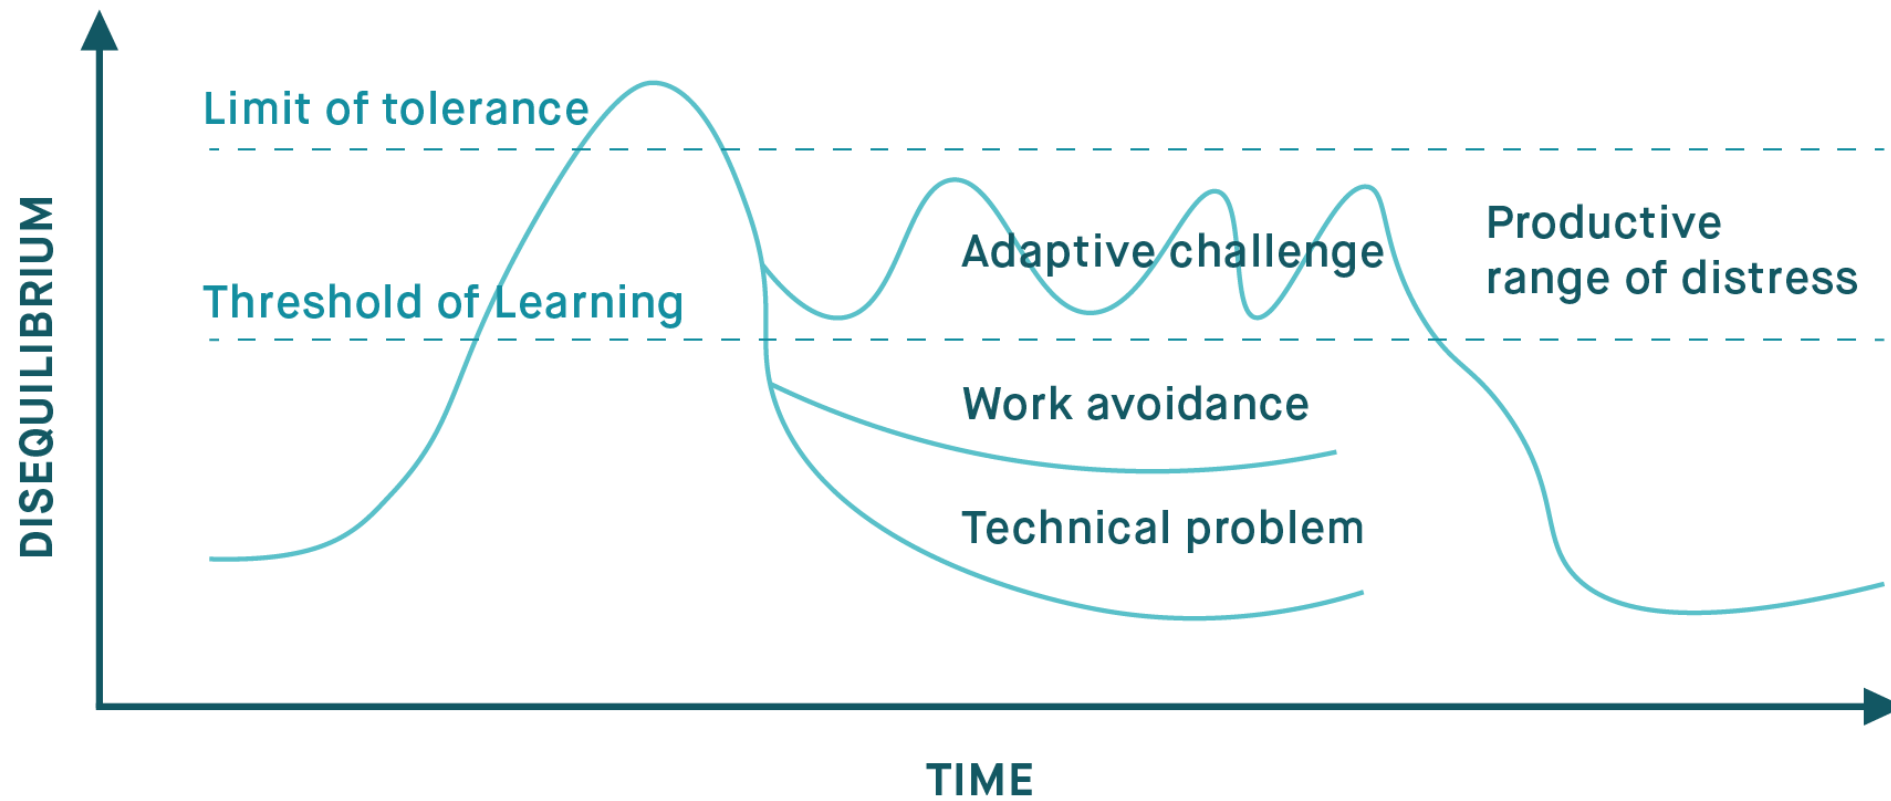 Limit of tolerance
Threshold of Learning
DISEQUILIBRIUM
Adaptive challenge
Productive
range of distress
Work avoidance
Technical problem
TIME